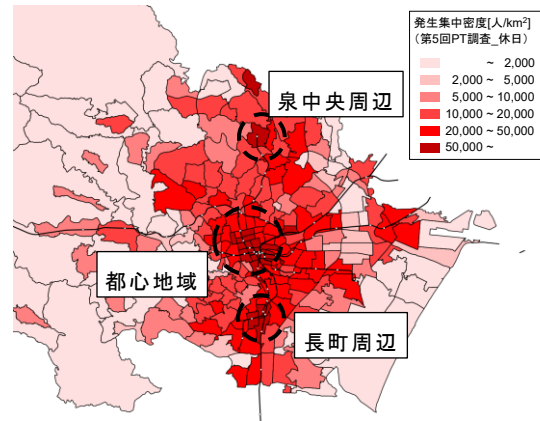 発生集中密度[人/km²]
(第5回PT調査_休日)
~ 2,000
2,000 ~ 5,000
5,000 ~ 10,000
10,000 ~ 20,000
20,000 ~ 50,000
50,000 ~
泉中央周辺
都心地域
長町周辺